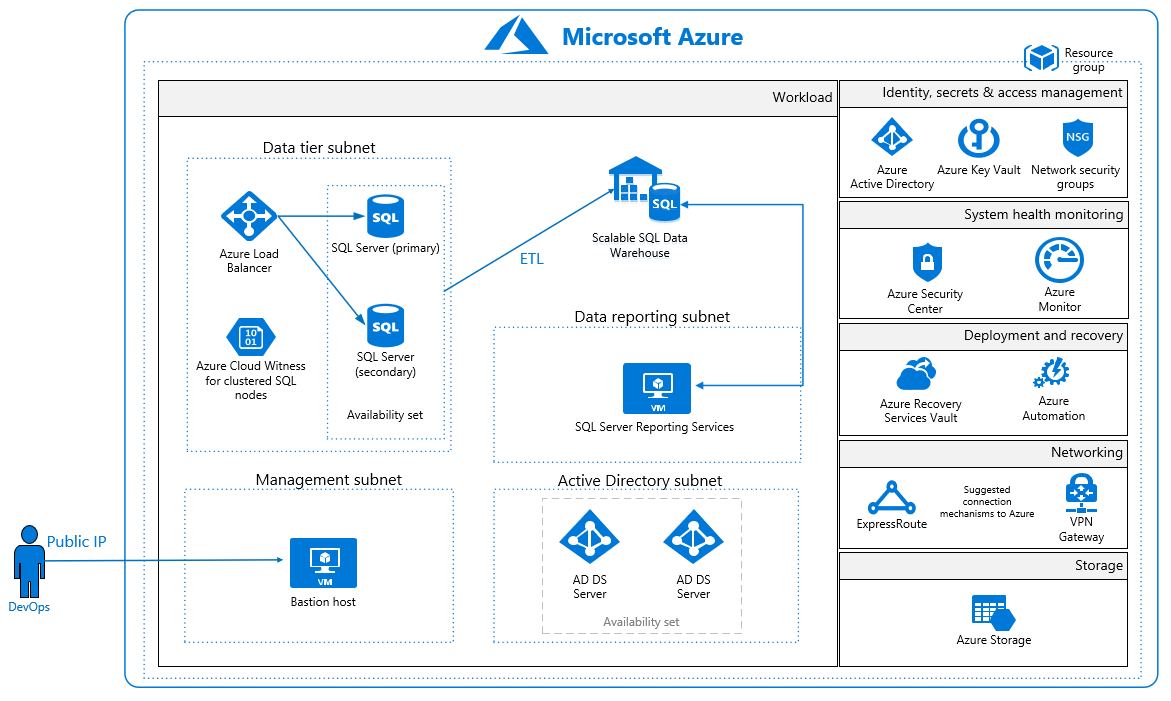 Microsoft Azure
Resource
group
Workload
Data tier subnet
Azure Load
Balancer
SQL
SQL Server (primary)
SQL
SQL Server
(secondary)
10
01
Azure Cloud Witness
for clustered SQL
nodes
Availability set
ETL
SQL
Scalable SQL Data
Warehouse
Data reporting subnet
VM
SQL Server Reporting Services
Management subnet
VM
Bastion host
Public IP
DevOps
Active Directory subnet
AD DS
Server
AD DS
Server
Availability set
Identity, secrets & access management
Azure
Active Directory
Azure Key Vault
NSG
Network security
groups
System health monitoring
Azure Security
Center
Azure
Monitor
Deployment and recovery
Azure Recovery
Services Vault
Azure
Automation
Networking
ExpressRoute
Suggested
connection
mechanisms to Azure
VPN
Gateway
Storage
Azure Storage